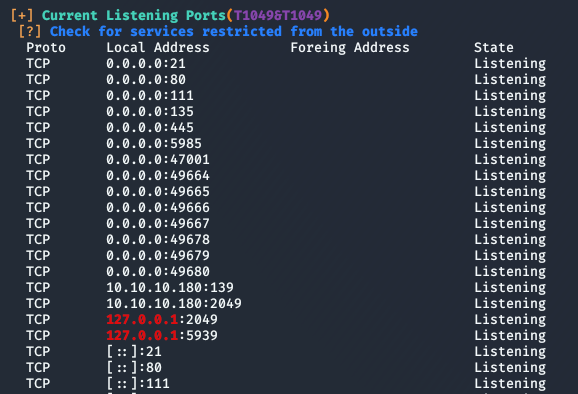 [+] Current Listening Ports(T1049&T1049)
[?] Check for services restricted from the outside
Proto Local Address Foreing Address State
TCP 0.0.0.0:21 Listening
TCP 0.0.0.0:80 Listening
TCP 0.0.0.0:111 Listening
TCP 0.0.0.0:135 Listening
TCP 0.0.0.0:445 Listening
TCP 0.0.0.0:5985 Listening
TCP 0.0.0.0:47001 Listening
TCP 0.0.0.0:49664 Listening
TCP 0.0.0.0:49665 Listening
TCP 0.0.0.0:49666 Listening
TCP 0.0.0.0:49667 Listening
TCP 0.0.0.0:49678 Listening
TCP 0.0.0.0:49679 Listening
TCP 0.0.0.0:49680 Listening
TCP 10.10.10.180:139 Listening
TCP 10.10.10.180:2049 Listening
TCP 127.0.0.1:2049 Listening
TCP 127.0.0.1:5939 Listening
TCP [::]:21 Listening
TCP [::]:80 Listening
TCP [::]:111 Listening